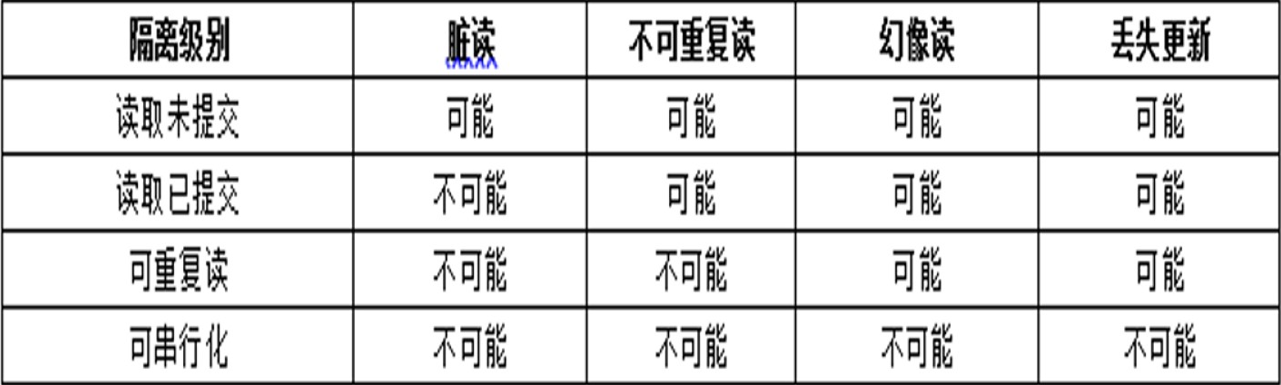 隔离级别 脏读 不可重复读 幻像读 丢失更新
读取未提交 可能 可能 可能 可能
读取已提交 不可能 可能 可能 可能
可重复读 不可能 不可能 可能 可能
可串行化 不可能 不可能 不可能 不可能